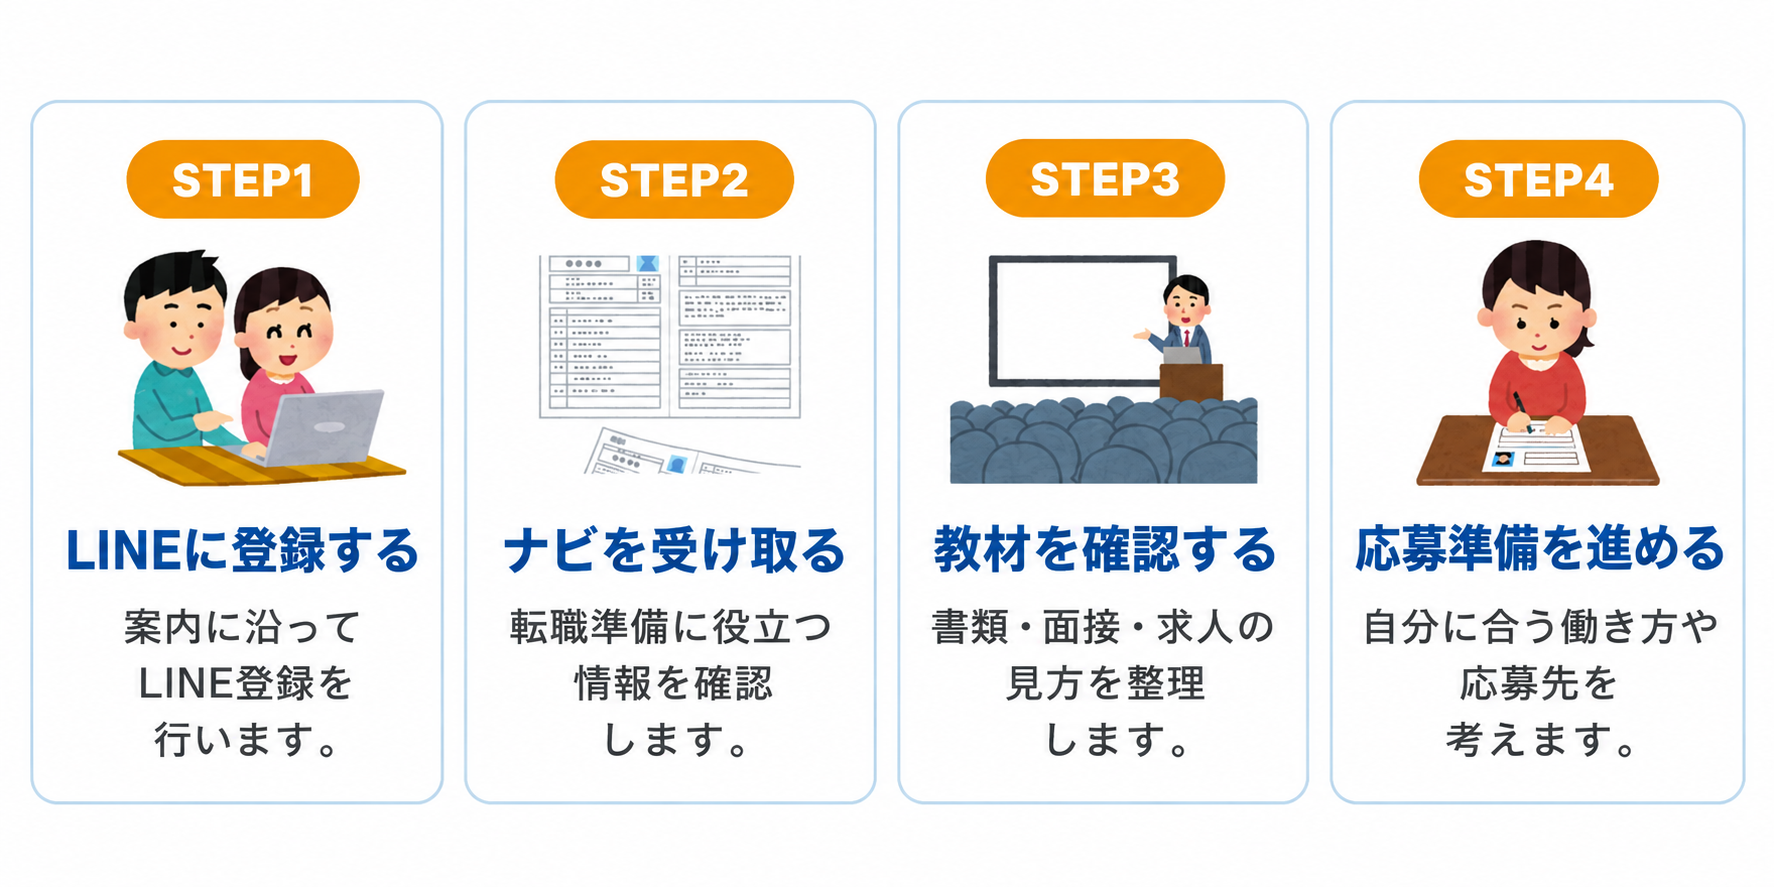 STEP1
LINEに登録する
案内に沿って
LINE登録を
行います。
STEP2
ナビを受け取る
転職準備に役立つ
情報を確認
します。
STEP3
教材を確認する
書類・面接・求人の
見方を整理
します。
STEP4
応募準備を進める
自分に合う働き方や
応募先を
考えます。